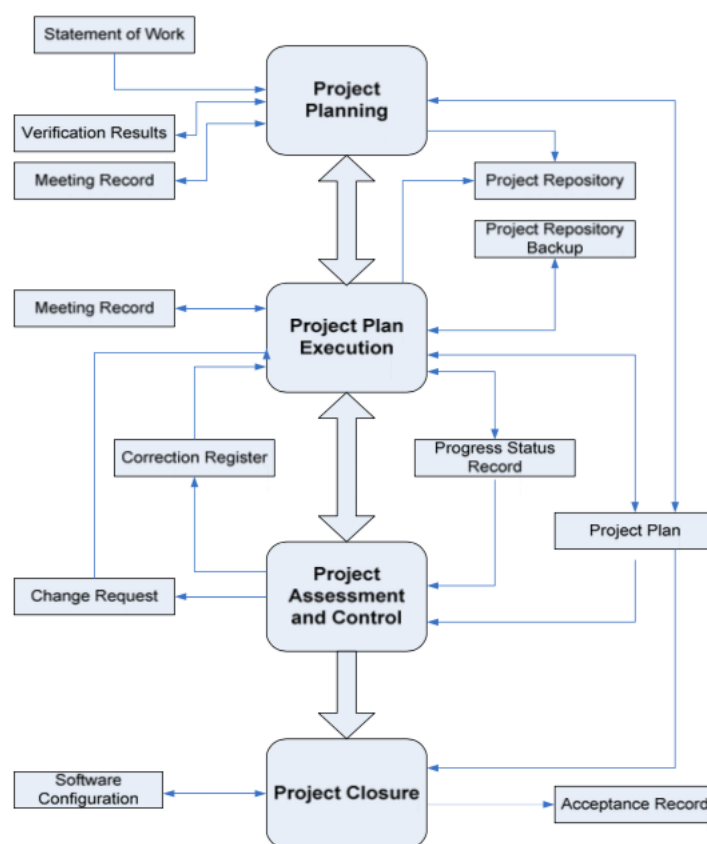 Statement of Work
Project
Planning
Verification Results
Meeting Record
Project Repository
Project Repository
Backup
Meeting Record
Project Plan
Execution
Correction Register
Progress Status
Record
Project Plan
Project
Assessment
and Control
Change Request
Software
Configuration
Project Closure
Acceptance Record